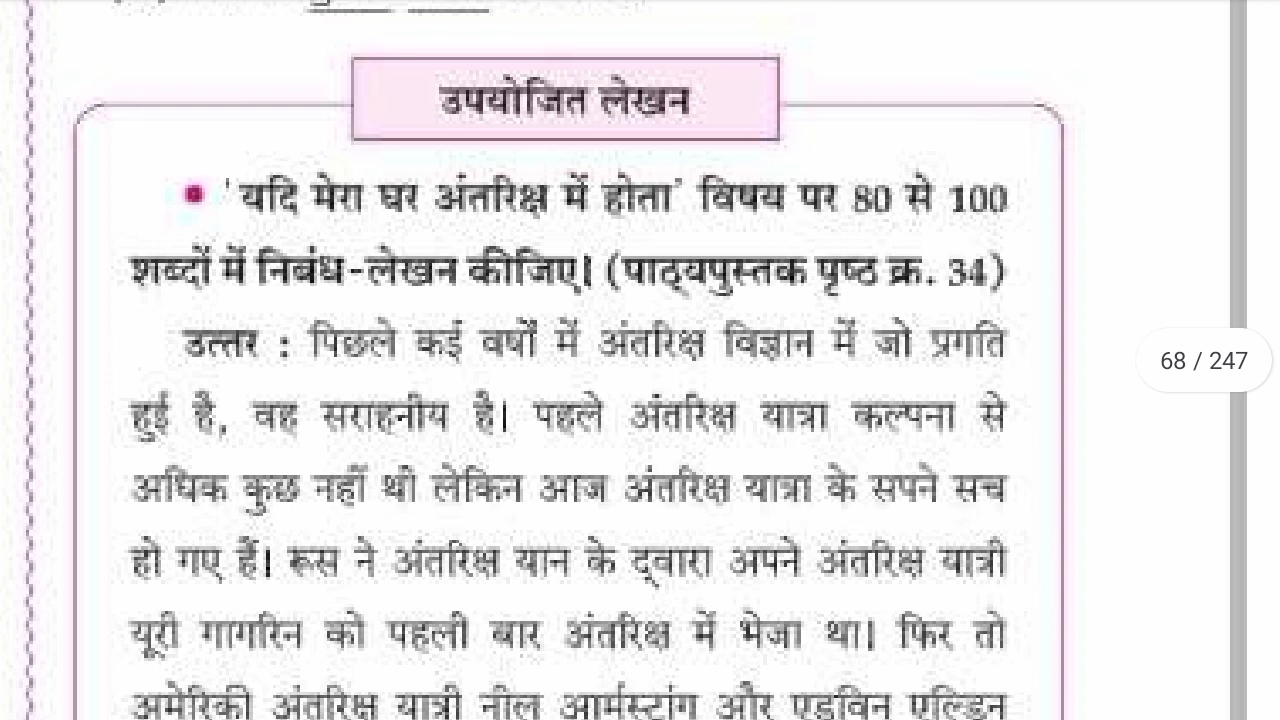 उपयोजित लेखन
• 'यदि मेरा घर अंतरिक्ष में होता' विषय पर 80 से 100
शब्दों में निबंध-लेखन कीजिए। (पाठ्यपुस्तक पृष्ठ क्र. 34)
उत्तर : पिछले कई वर्षों में अंतरिक्ष विज्ञान में जो प्रगति
हुई है, वह सराहनीय है। पहले अंतरिक्ष यात्रा कल्पना से
अधिक कुछ नहीं थी लेकिन आज अंतरिक्ष यात्रा के सपने सच
हो गए हैं। रूस ने अंतरिक्ष यान के द्वारा अपने अंतरिक्ष यात्री
यूरी गागरिन को पहली बार अंतरिक्ष में भेजा था। फिर तो
अमेरिकी अंतरिक्ष यात्री नील आर्मस्ट्रांग और एडविन एल्डिन
68 / 247